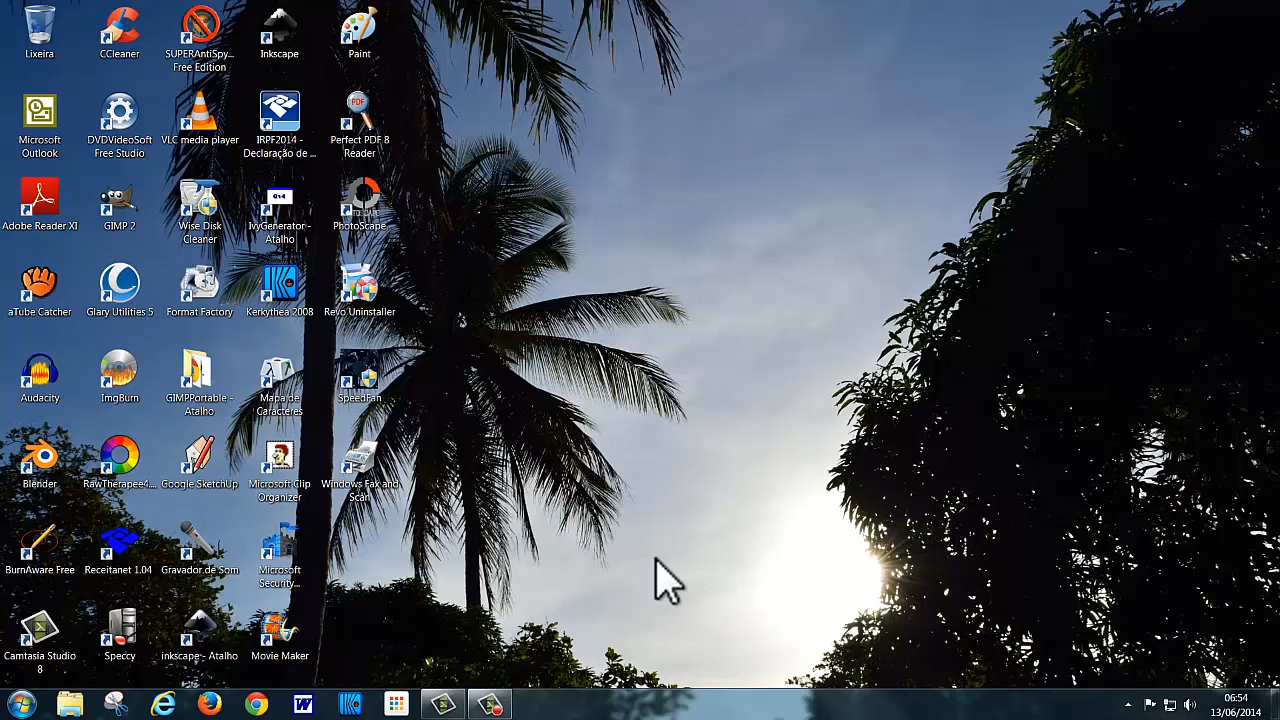 Lixeira
CCleaner
SUPERAntiSpy...
Free Edition
Inkscape
Paint
Microsoft
Outlook
DVDVideoSoft
Free Studio
VLC media player
IRPF2014 -
Declaração de ...
PDF
Perfect PDF 8
Reader
Adobe Reader XI
GIMP 2
Wise Disk
Cleaner
IvyGenerator -
Atalho
PhotoScape
aTube Catcher
Glary Utilities 5
Format Factory
Kerkythea 2008
Revo Uninstaller
Audacity
ImgBurn
GIMPPortable -
Atalho
Mapa de
Caracteres
SpeedFan
Blender
RawTherapee4...
Google SketchUp
Microsoft Clip
Organizer
Windows Fax and
Scan
BurnAware Free
Receitanet 1.04
Gravador de Som
Microsoft
Security...
Camtasia Studio
8
Speccy
inkscape - Atalho
Movie Maker
W
06:54
13/06/2014